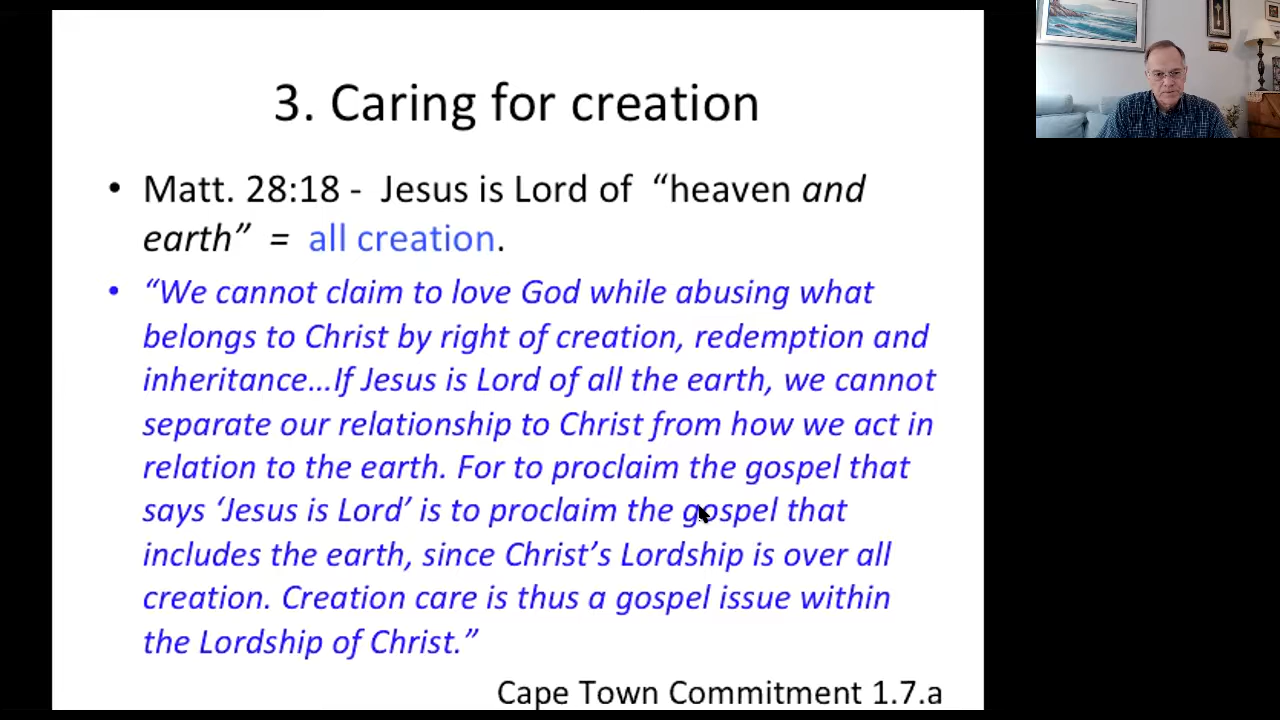 3. Caring for creation
• Matt. 28:18 - Jesus is Lord of “heaven and
earth” = all creation.
• “We cannot claim to love God while abusing what
belongs to Christ by right of creation, redemption and
inheritance…If Jesus is Lord of all the earth, we cannot
separate our relationship to Christ from how we act in
relation to the earth. For to proclaim the gospel that
says ‘Jesus is Lord’ is to proclaim the gospel that
includes the earth, since Christ’s Lordship is over all
creation. Creation care is thus a gospel issue within
the Lordship of Christ.”
Cape Town Commitment 1.7.a